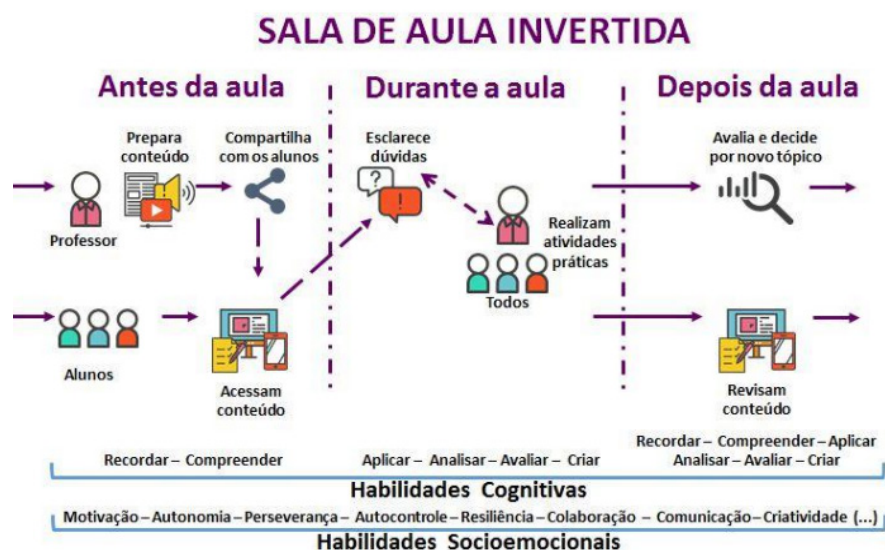 SALA DE AULA INVERTIDA
Antes da aula
Durante a aula
Depois da aula
Prepara
conteúdo
Compartilha
com os alunos
Professor
Alunos
Acessam
conteúdo
Esclarece
dúvidas
?
!
Realizam
atividades
práticas
Todos
Avalia e decide
por novo tópico
Revisam
conteúdo
Recordar – Compreender
Aplicar – Analisar – Avaliar – Criar
Recordar – Compreender – Aplicar
Analisar – Avaliar – Criar
Habilidades Cognitivas
Motivação – Autonomia – Perseverança – Autocontrole – Resiliência – Colaboração – Comunicação – Criatividade (...)
Habilidades Socioemocionais